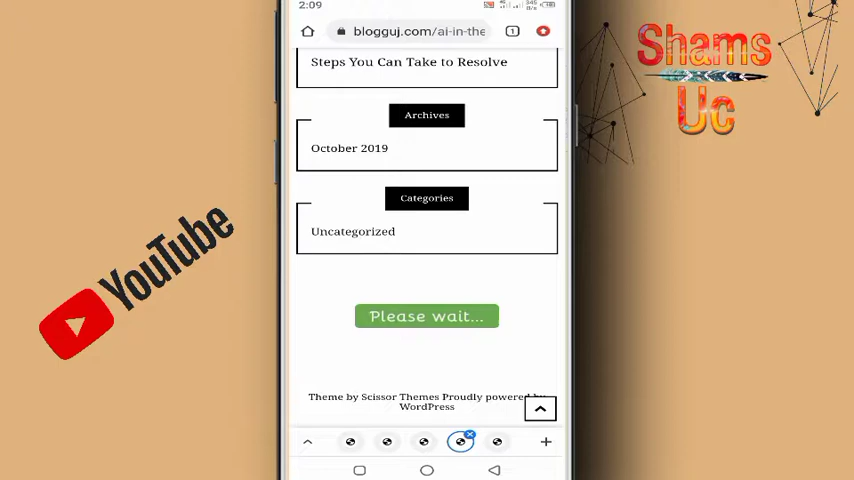 2:09
blogguj.com/ai-in-the
1
Shams
Uc
Steps You Can Take to Resolve
Archives
October 2019
Categories
Uncategorized
YouTube
Please wait...
Theme by Scissor Themes Proudly powered by
WordPress